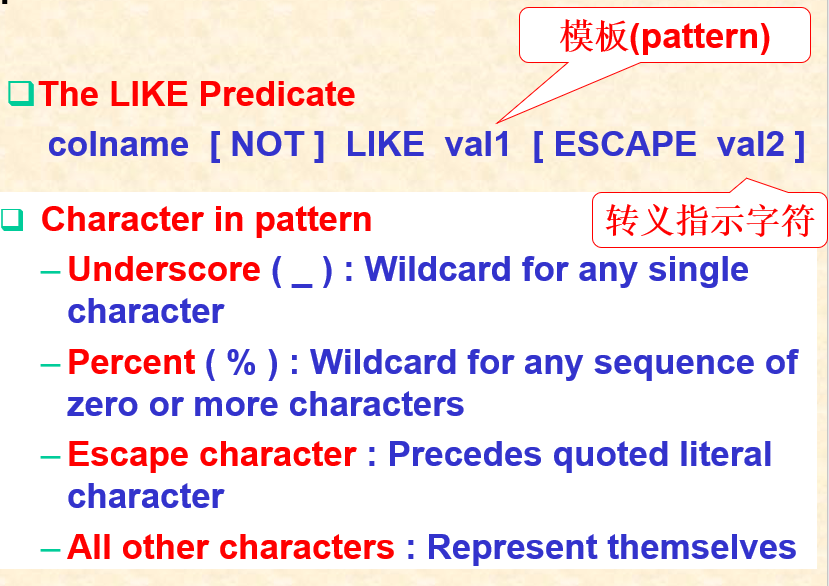 模板(pattern)
The LIKE Predicate
colname [ NOT ] LIKE val1 [ ESCAPE val2 ]
转义指示字符
Character in pattern
– Underscore ( _ ) : Wildcard for any single
character
– Percent ( % ) : Wildcard for any sequence of
zero or more characters
– Escape character : Precedes quoted literal
character
– All other characters : Represent themselves